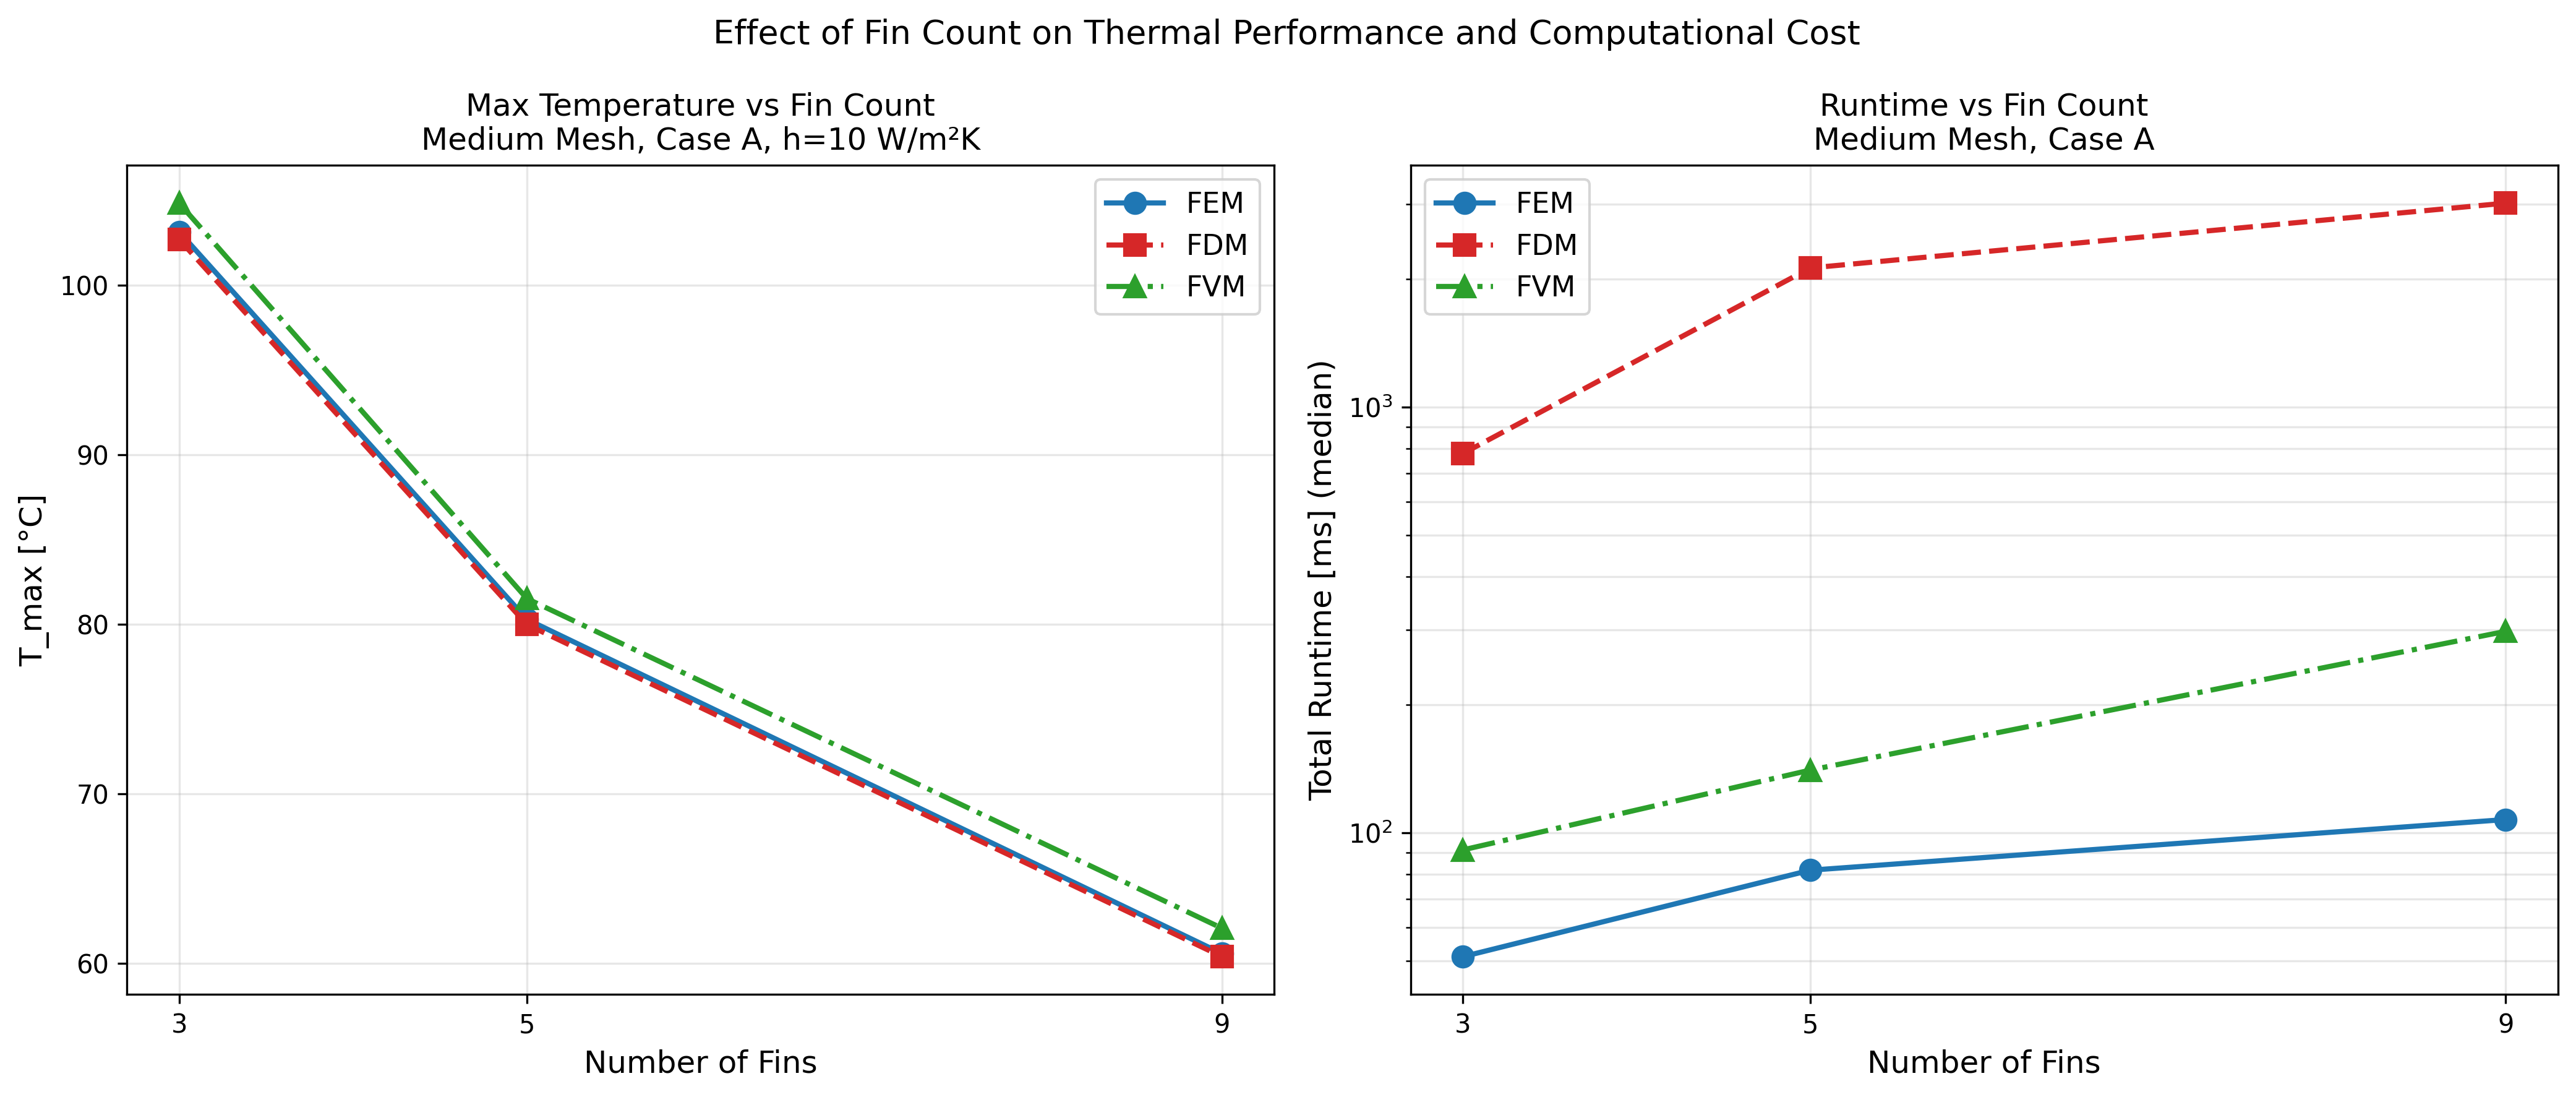 Effect of Fin Count on Thermal Performance and Computational Cost
Max Temperature vs Fin Count
Medium Mesh, Case A, h=10 W/m²K
T_max [°C]
100
90
80
70
60
3
5
9
Number of Fins
FEM
FDM
FVM
Runtime vs Fin Count
Medium Mesh, Case A
Total Runtime [ms] (median)
10³
10²
3
5
9
Number of Fins
FEM
FDM
FVM